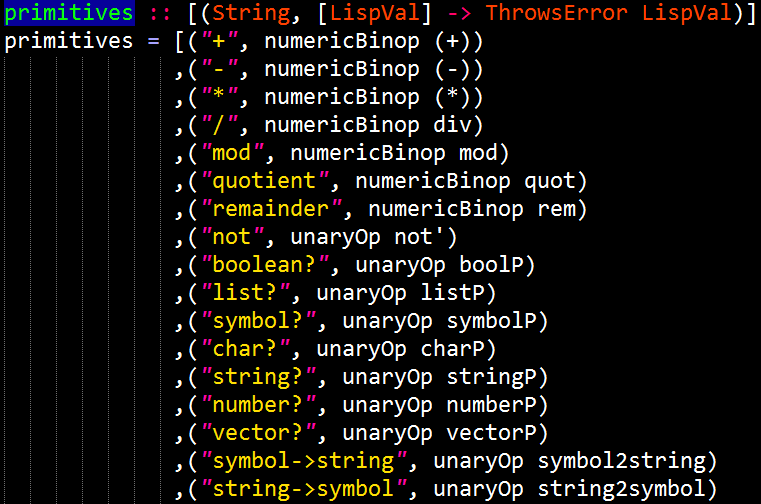 primitives :: [(String, [LispVal] -> ThrowsError LispVal)]
primitives = [("+", numericBinop (+))
,("-", numericBinop (-))
,("*", numericBinop (*))
,("/", numericBinop div)
,("mod", numericBinop mod)
,("quotient", numericBinop quot)
,("remainder", numericBinop rem)
,("not", unaryOp not')
,("boolean?", unaryOp boolP)
,("list?", unaryOp listP)
,("symbol?", unaryOp symbolP)
,("char?", unaryOp charP)
,("string?", unaryOp stringP)
,("number?", unaryOp numberP)
,("vector?", unaryOp vectorP)
,("symbol->string", unaryOp symbol2string)
,("string->symbol", unaryOp string2symbol)